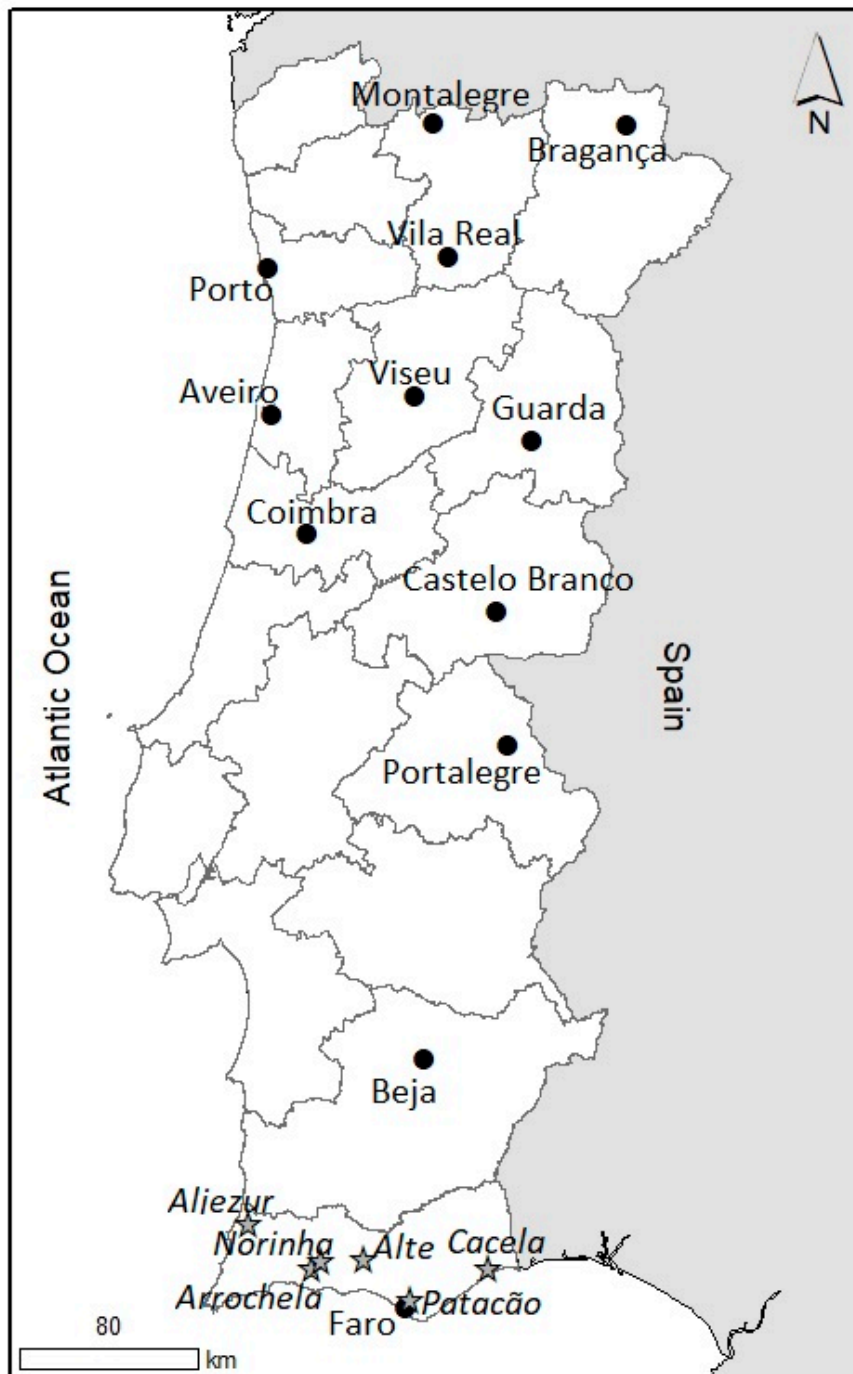 Montalegre
Bragança
N
Vila Real
Porto
Viseu
Aveiro
Guarda
Coimbra
Castelo Branco
Atlantic Ocean
Spain
Portalegre
Beja
Aliezur
Norinha
Alte
Cacela
Arrochela
Patacão
Faro
80
km